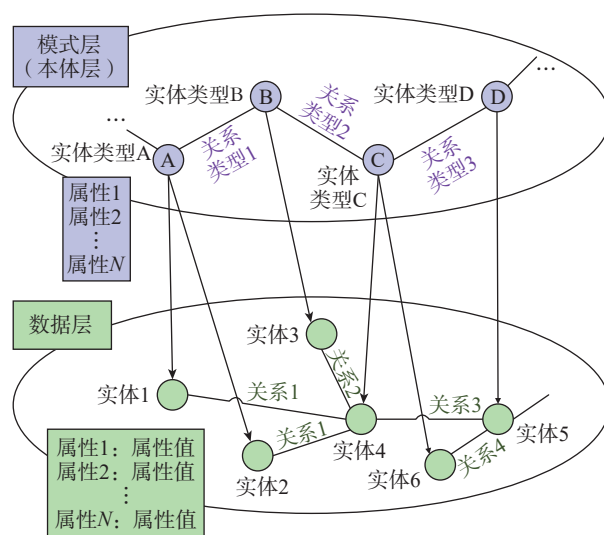 模式层
（本体层）
…
实体类型B
B
关系
类型2
实体类型D
D
…
实体类型A
A
关系
类型1
C
实体
类型C
关系
类型3
属性1
属性2
⋮
属性N
数据层
实体3
关系2
实体1
关系1
关系3
关系1
实体4
实体5
实体2
实体6
关系4
属性1：属性值
属性2：属性值
⋮
属性N：属性值